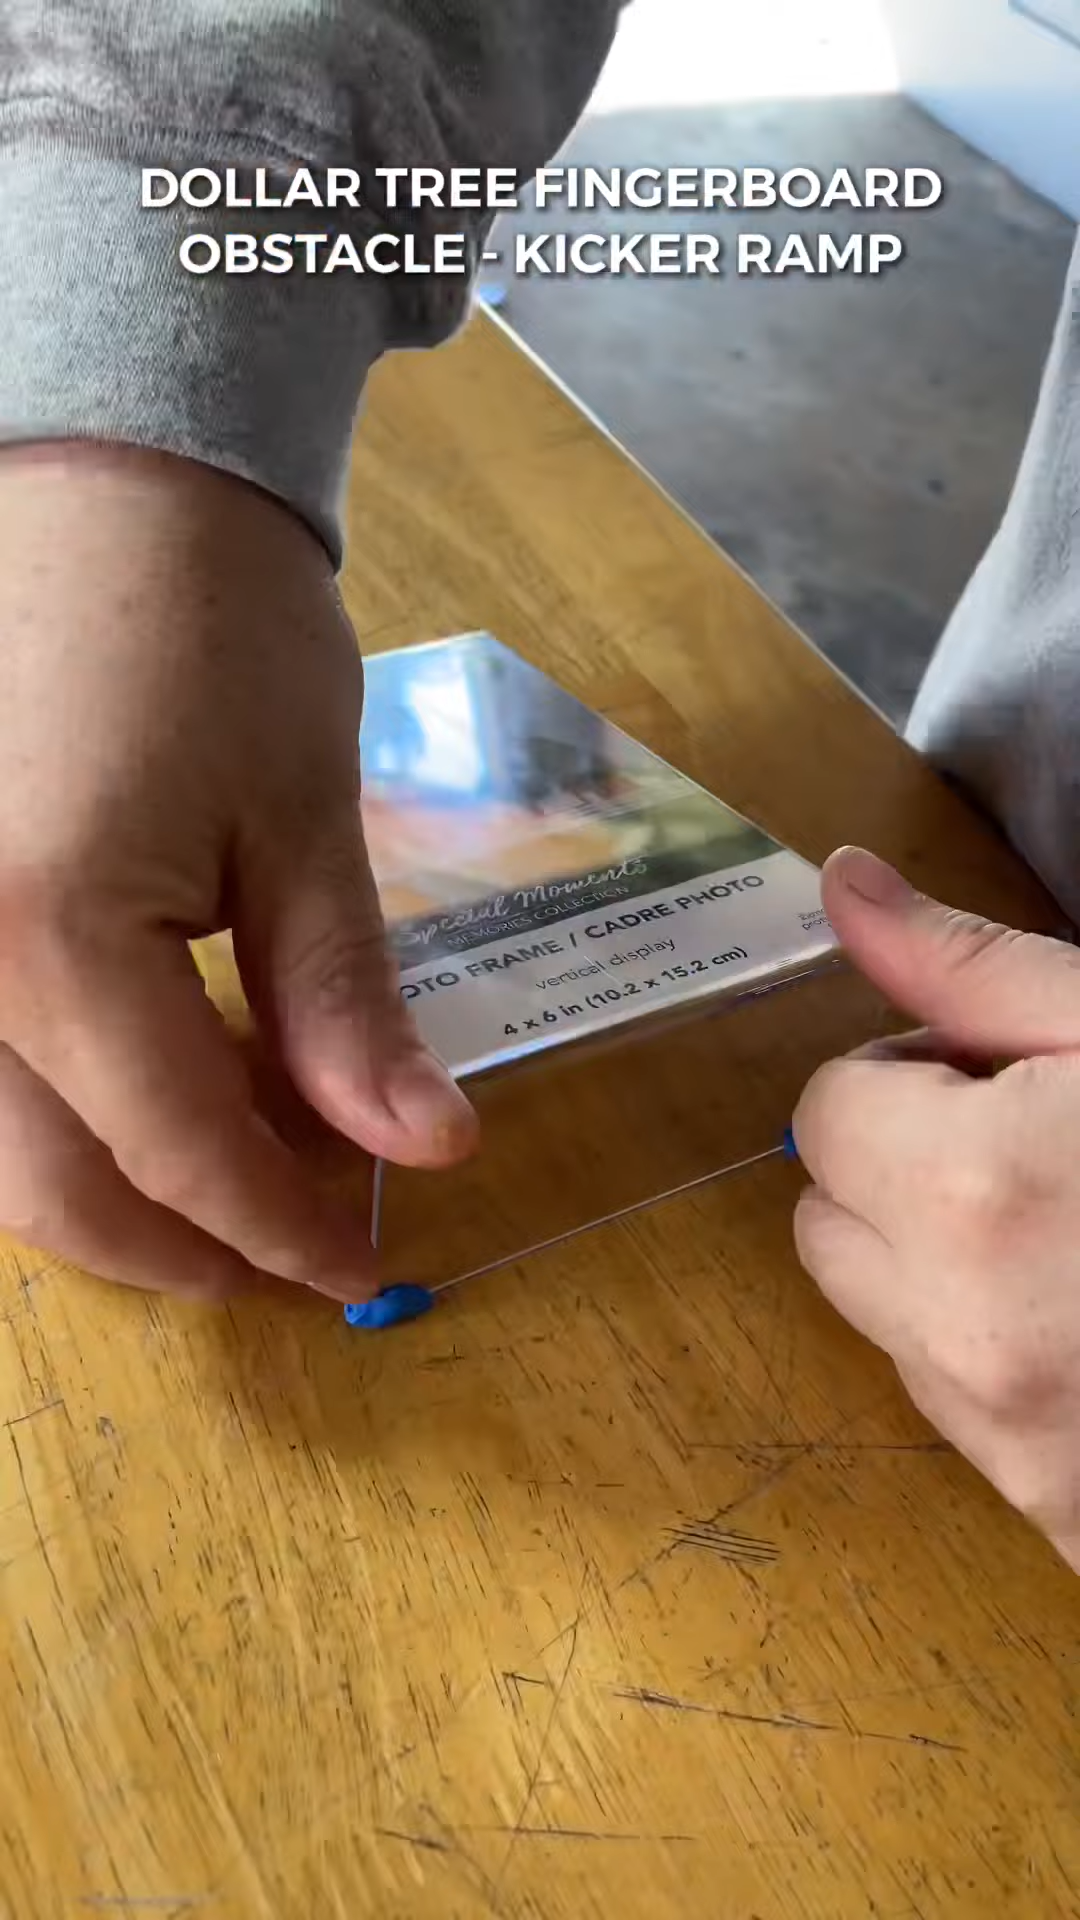 DOLLAR TREE FINGERBOARD
OBSTACLE - KICKER RAMP
Special Moments
MEMORIES COLLECTION
OTO FRAME / CADRE PHOTO
vertical display
4 x 6 in (10.2 x 15.2 cm)